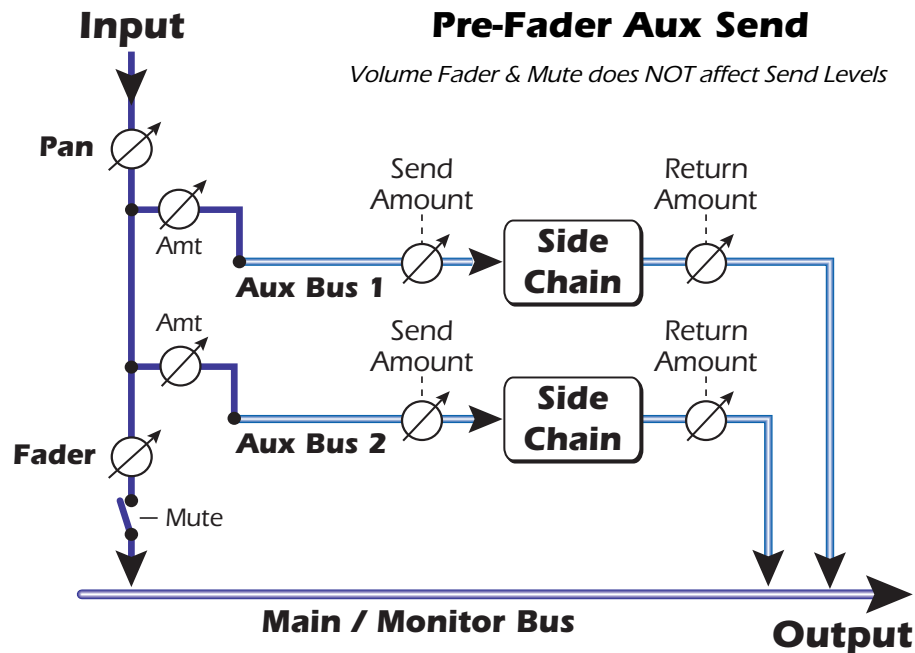 Input
Pre-Fader Aux Send
Volume Fader & Mute does NOT affect Send Levels
Pan
Amt
Send
Amount
Side
Chain
Return
Amount
Aux Bus 1
Amt
Send
Amount
Side
Chain
Return
Amount
Aux Bus 2
Fader
Mute
Main / Monitor Bus
Output